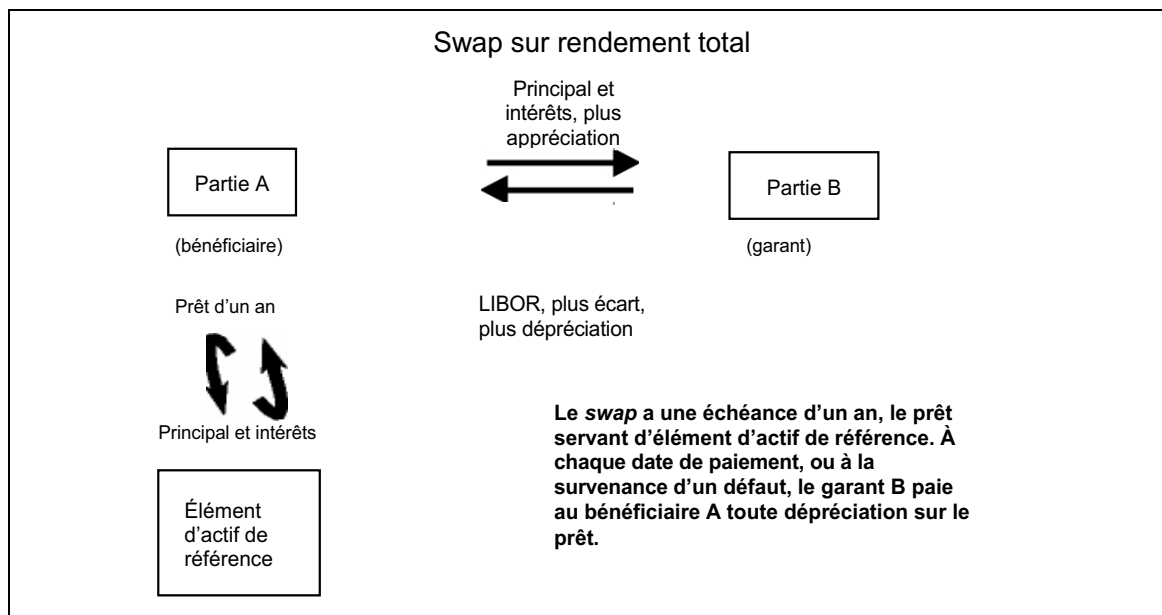 Swap sur rendement total
Principal et
intérêts, plus
appréciation
Partie A
Partie B
(bénéficiaire)
(garant)
Prêt d’un an
LIBOR, plus écart,
plus dépréciation
Principal et intérêts
Le swap a une échéance d’un an, le prêt
servant d’élément d’actif de référence. À
chaque date de paiement, ou à la
survenance d’un défaut, le garant B paie
au bénéficiaire A toute dépréciation sur le
prêt.
Élément
d’actif de
référence